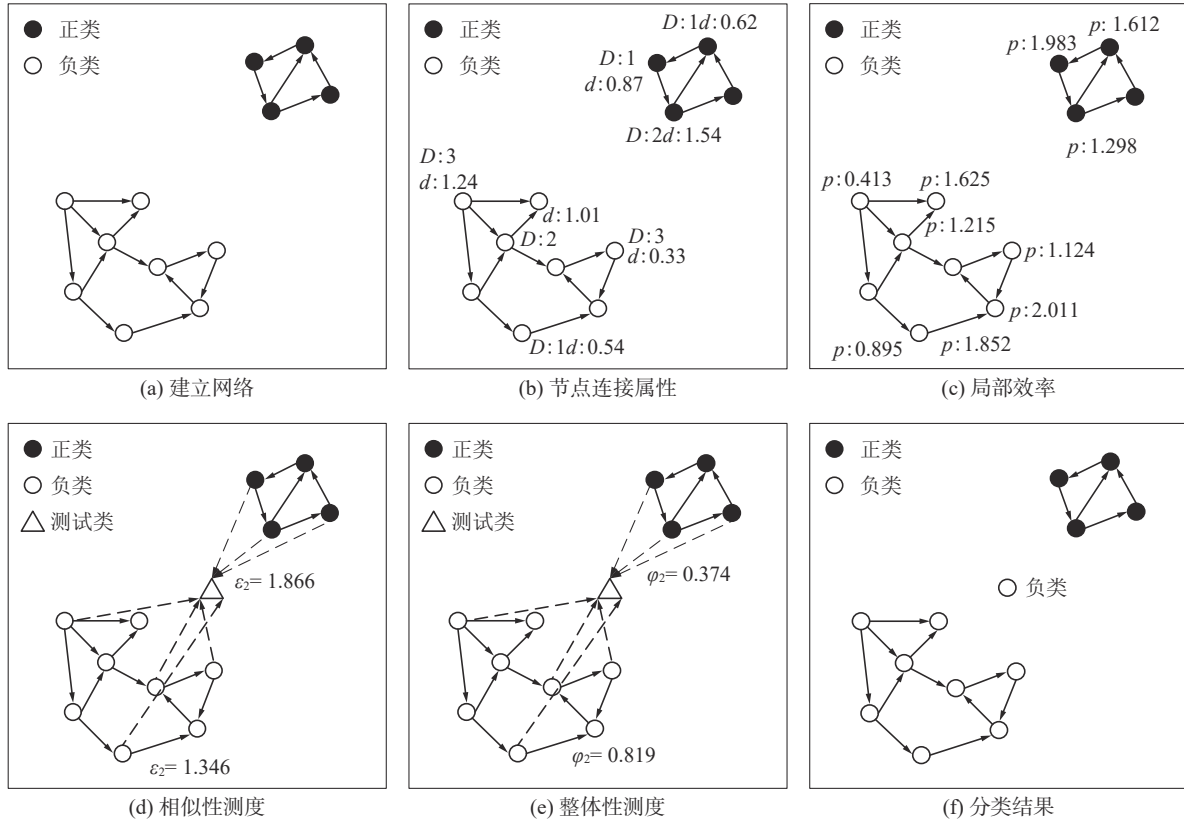 正类
负类
(a) 建立网络
正类
负类
D:1d:0.62
D:1
d:0.87
D:2d:1.54
D:3
d:1.24
d:1.01
D:2
D:3
d:0.33
D:1d:0.54
(b) 节点连接属性
正类
负类
p:1.612
p:1.983
p:1.298
p:0.413
p:1.625
p:1.215
p:1.124
p:2.011
p:0.895
p:1.852
(c) 局部效率
正类
负类
测试类
ε₂= 1.866
ε₂= 1.346
(d) 相似性测度
正类
负类
测试类
φ₂= 0.374
φ₂= 0.819
(e) 整体性测度
正类
负类
负类
(f) 分类结果